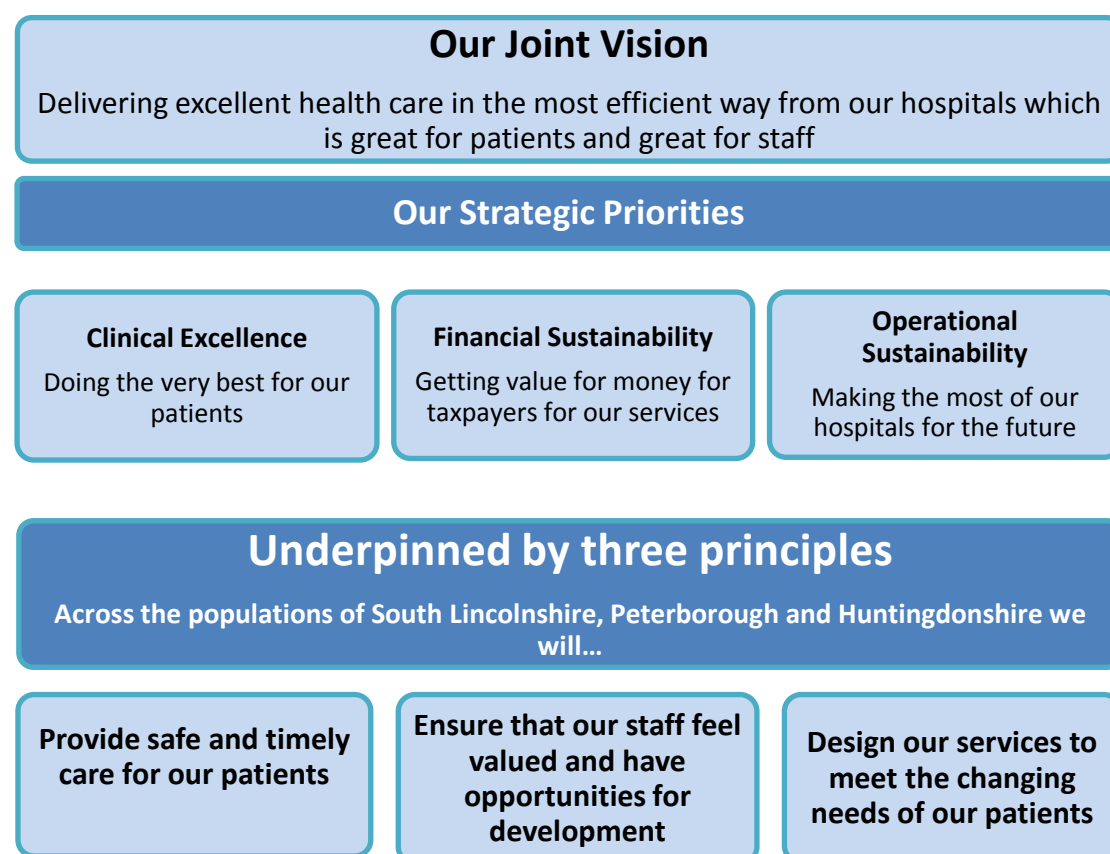 Our Joint Vision
Delivering excellent health care in the most efficient way from our hospitals which
is great for patients and great for staff
Our Strategic Priorities
Clinical Excellence
Doing the very best for our
patients
Financial Sustainability
Getting value for money for
taxpayers for our services
Operational
Sustainability
Making the most of our
hospitals for the future
Underpinned by three principles
Across the populations of South Lincolnshire, Peterborough and Huntingdonshire we
will…
Provide safe and timely
care for our patients
Ensure that our staff feel
valued and have
opportunities for
development
Design our services to
meet the changing
needs of our patients